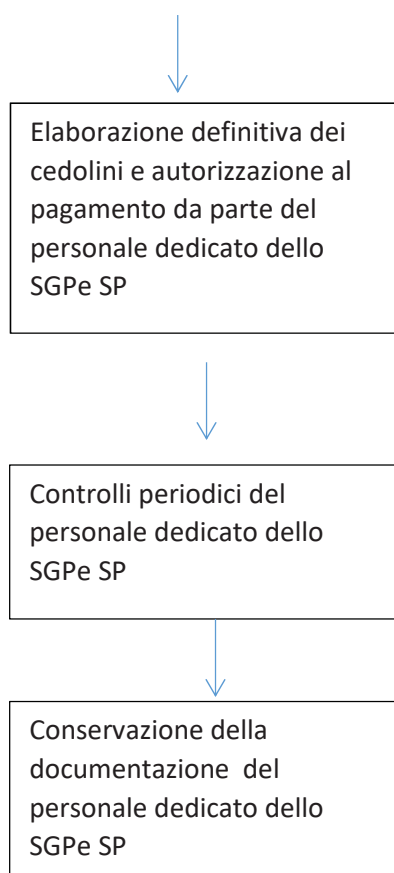 Elaborazione definitiva dei
cedolini e autorizzazione al
pagamento da parte del
personale dedicato dello
SGPe SP
Controlli periodici del
personale dedicato dello
SGPe SP
Conservazione della
documentazione  del
personale dedicato dello
SGPe SP